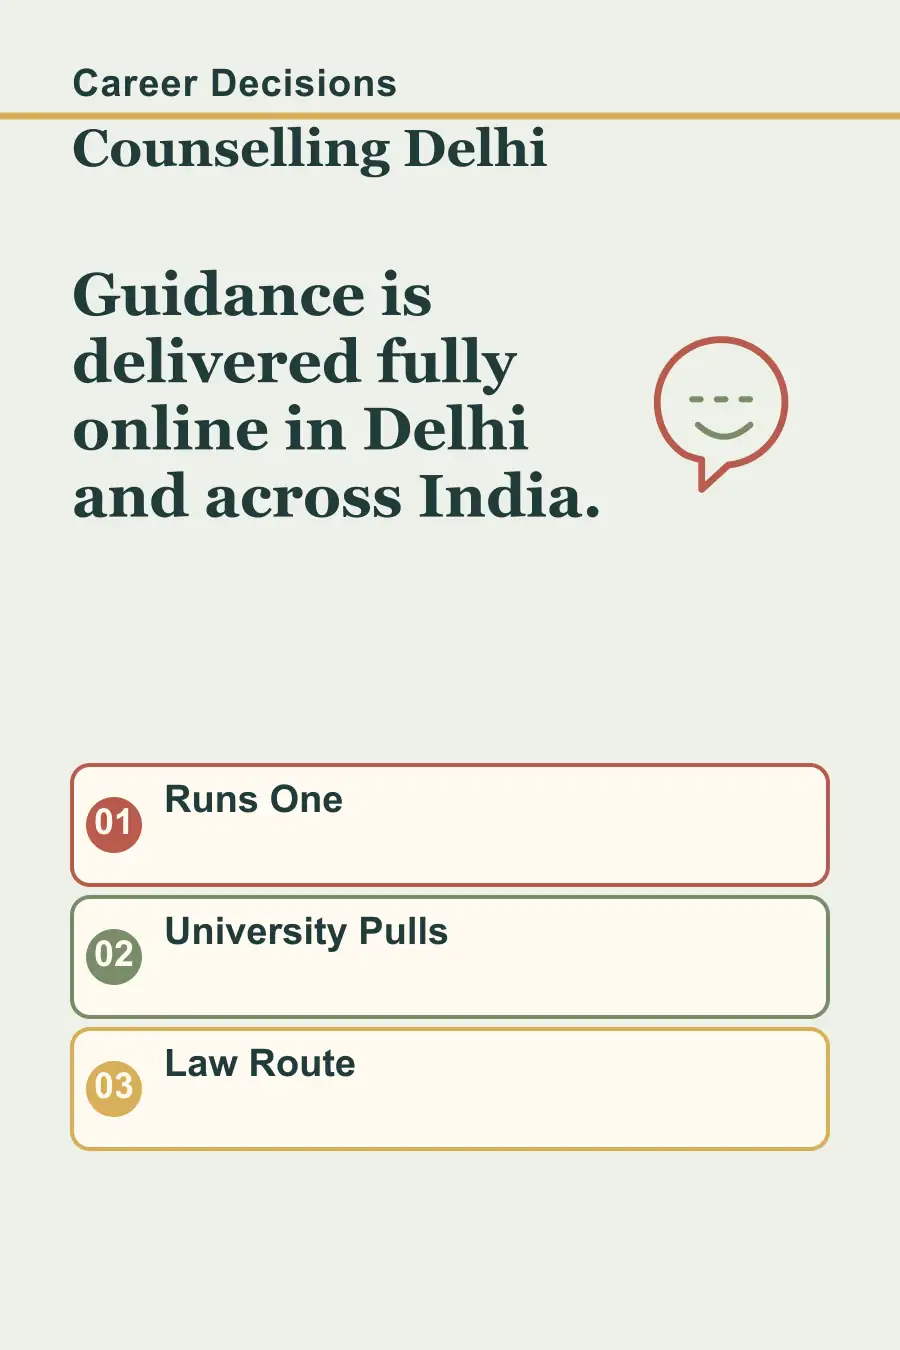 Career Decisions
Counselling Delhi
Guidance is
delivered fully
online in Delhi
and across India.
01 Runs One
02 University Pulls
03 Law Route